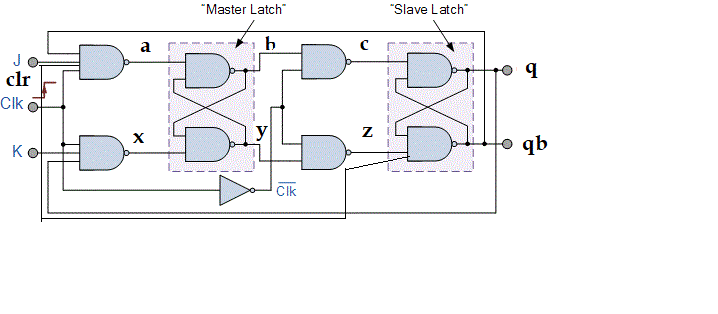 “Master Latch”
“Slave Latch”
a
b
c
J
clr
q
Clk
x
y
z
K
qb
Clk